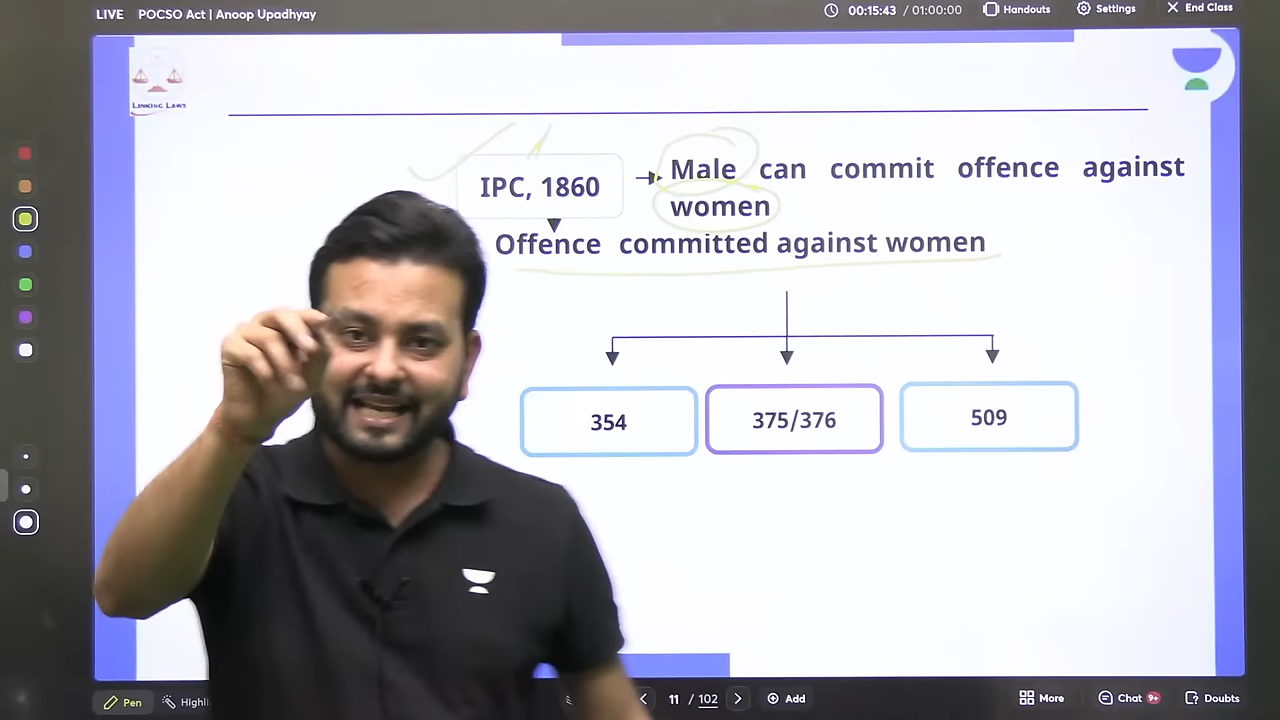 LIVE POCSO Act | Anoop Upadhyay 00:15:43 / 01:00:00 Handouts Settings End Class
LINKING LAWS
IPC, 1860
Male can commit offence against
women
Offence committed against women
354 375/376 509
Pen Highli 11 / 102 Add More Chat 9+ Doubts